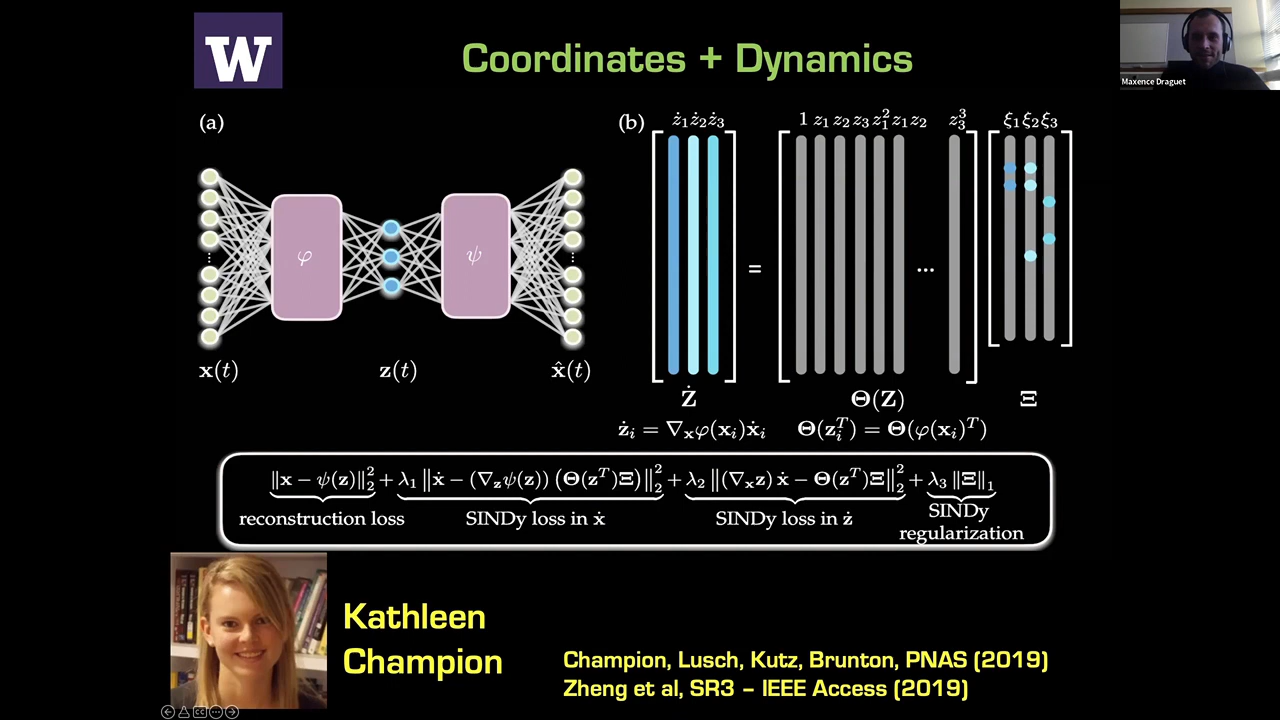 W
Coordinates + Dynamics
Maxence Draguet
(a)
φ
ψ
x(t)
z(t)
x̂(t)
(b)
ż₁ż₂ż₃
1 z₁ z₂ z₃ z₁² z₁z₂ z₃³
ξ₁ξ₂ξ₃
=
...
Ż
Θ(Z)
Ξ
żᵢ = ∇ₓφ(xᵢ)ẋᵢ
Θ(zᵢᵀ) = Θ(φ(xᵢ)ᵀ)
‖x − ψ(z)‖₂² + λ₁ ‖ẋ − (∇_zψ(z)) (Θ(zᵀ)Ξ)‖₂² + λ₂ ‖(∇ₓz) ẋ − Θ(zᵀ)Ξ‖₂² + λ₃ ‖Ξ‖₁
reconstruction loss
SINDy loss in ẋ
SINDy loss in ż
SINDy
regularization
Kathleen
Champion
Champion, Lusch, Kutz, Brunton, PNAS (2019)
Zheng et al, SR3 – IEEE Access (2019)